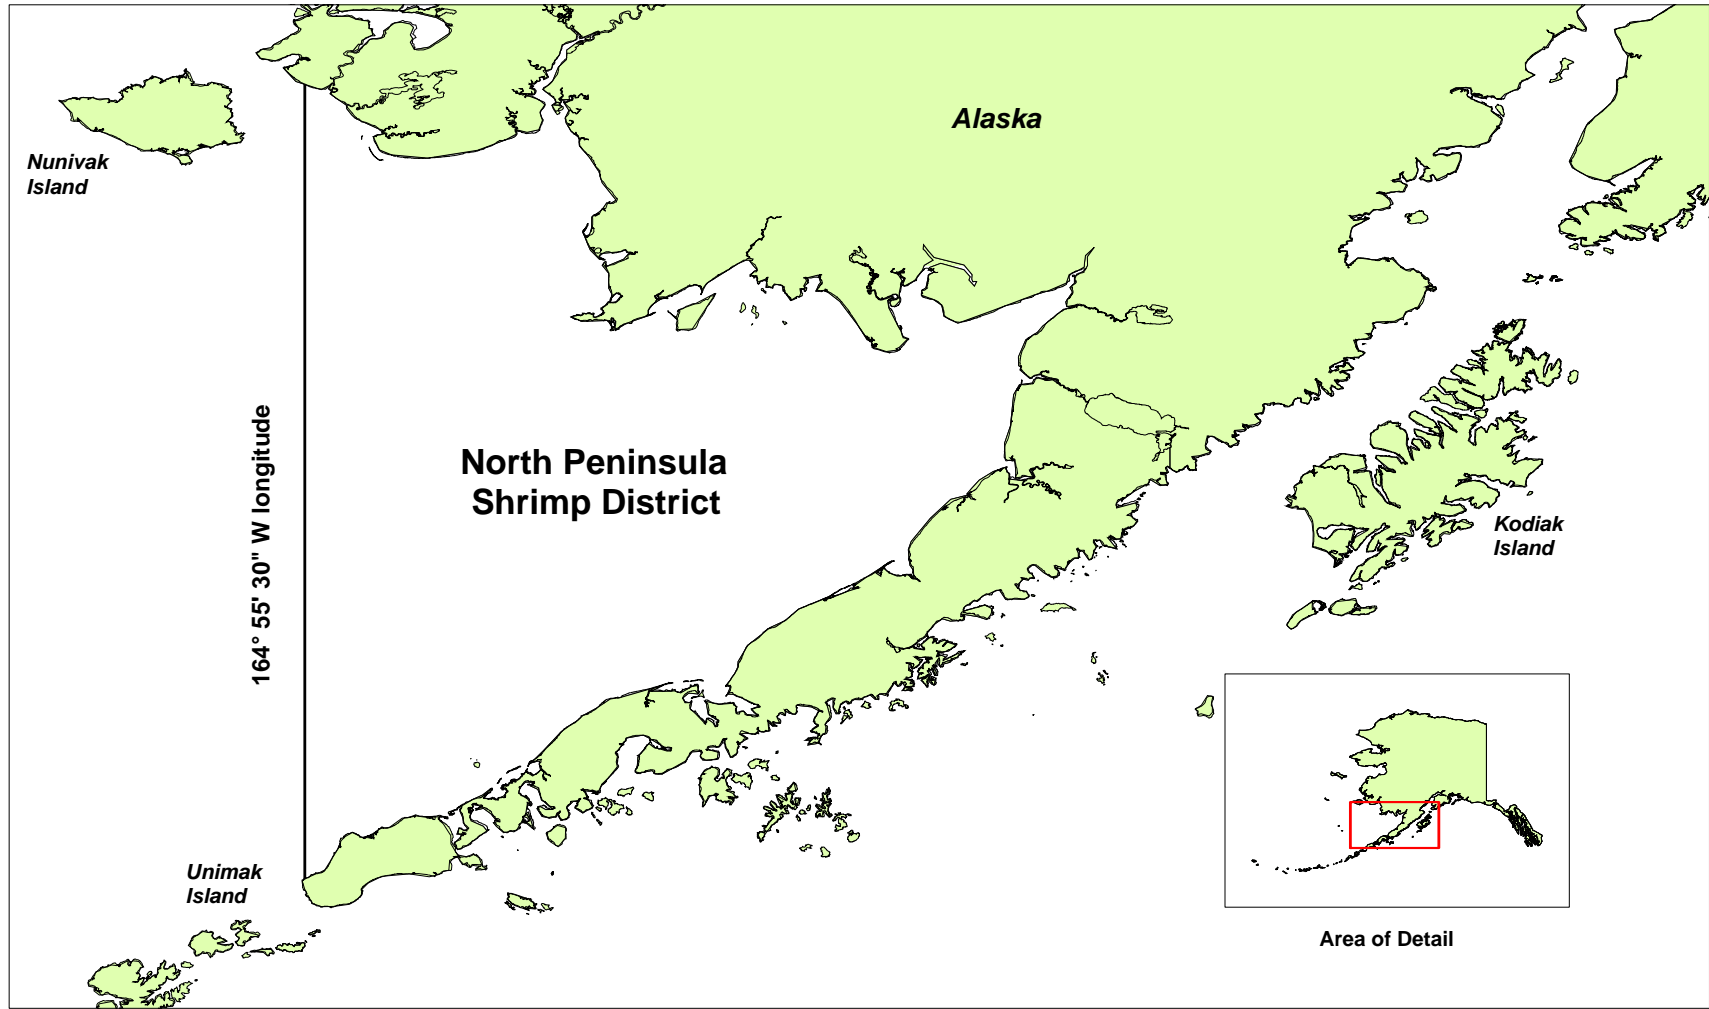 Alaska
Nunivak
Island
164° 55' 30" W longitude
North Peninsula
Shrimp District
Kodiak
Island
Unimak
Island
Area of Detail